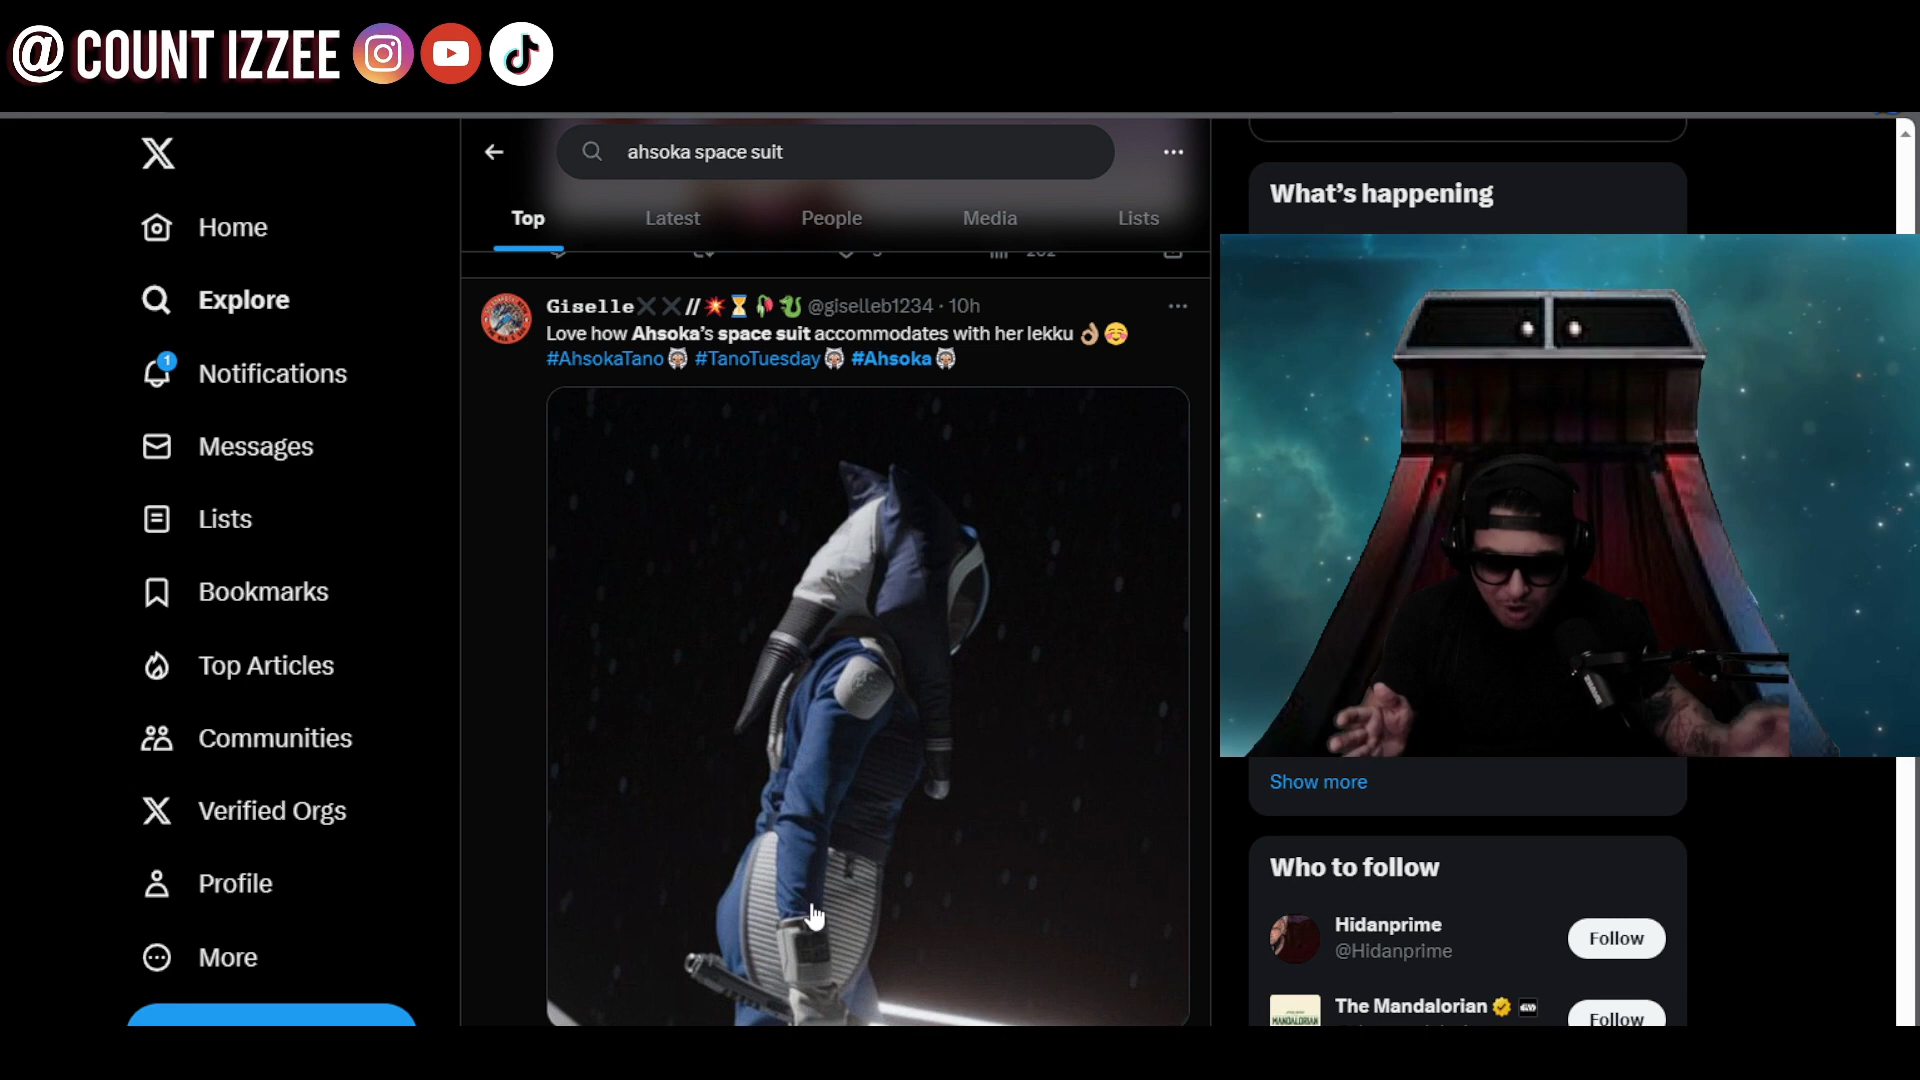 @ COUNT IZZEE
ahsoka space suit
Top
Latest
People
Media
Lists
Home
Explore
1
Notifications
Messages
Lists
Bookmarks
Top Articles
Communities
Verified Orgs
Profile
More
Giselle @giselleb1234 · 10h
Love how Ahsoka’s space suit accommodates with her lekku 👌🏼🥰
#AhsokaTano #TanoTuesday #Ahsoka
What’s happening
Show more
Who to follow
Hidanprime
@Hidanprime
Follow
The Mandalorian
MANDALORIAN
Follow